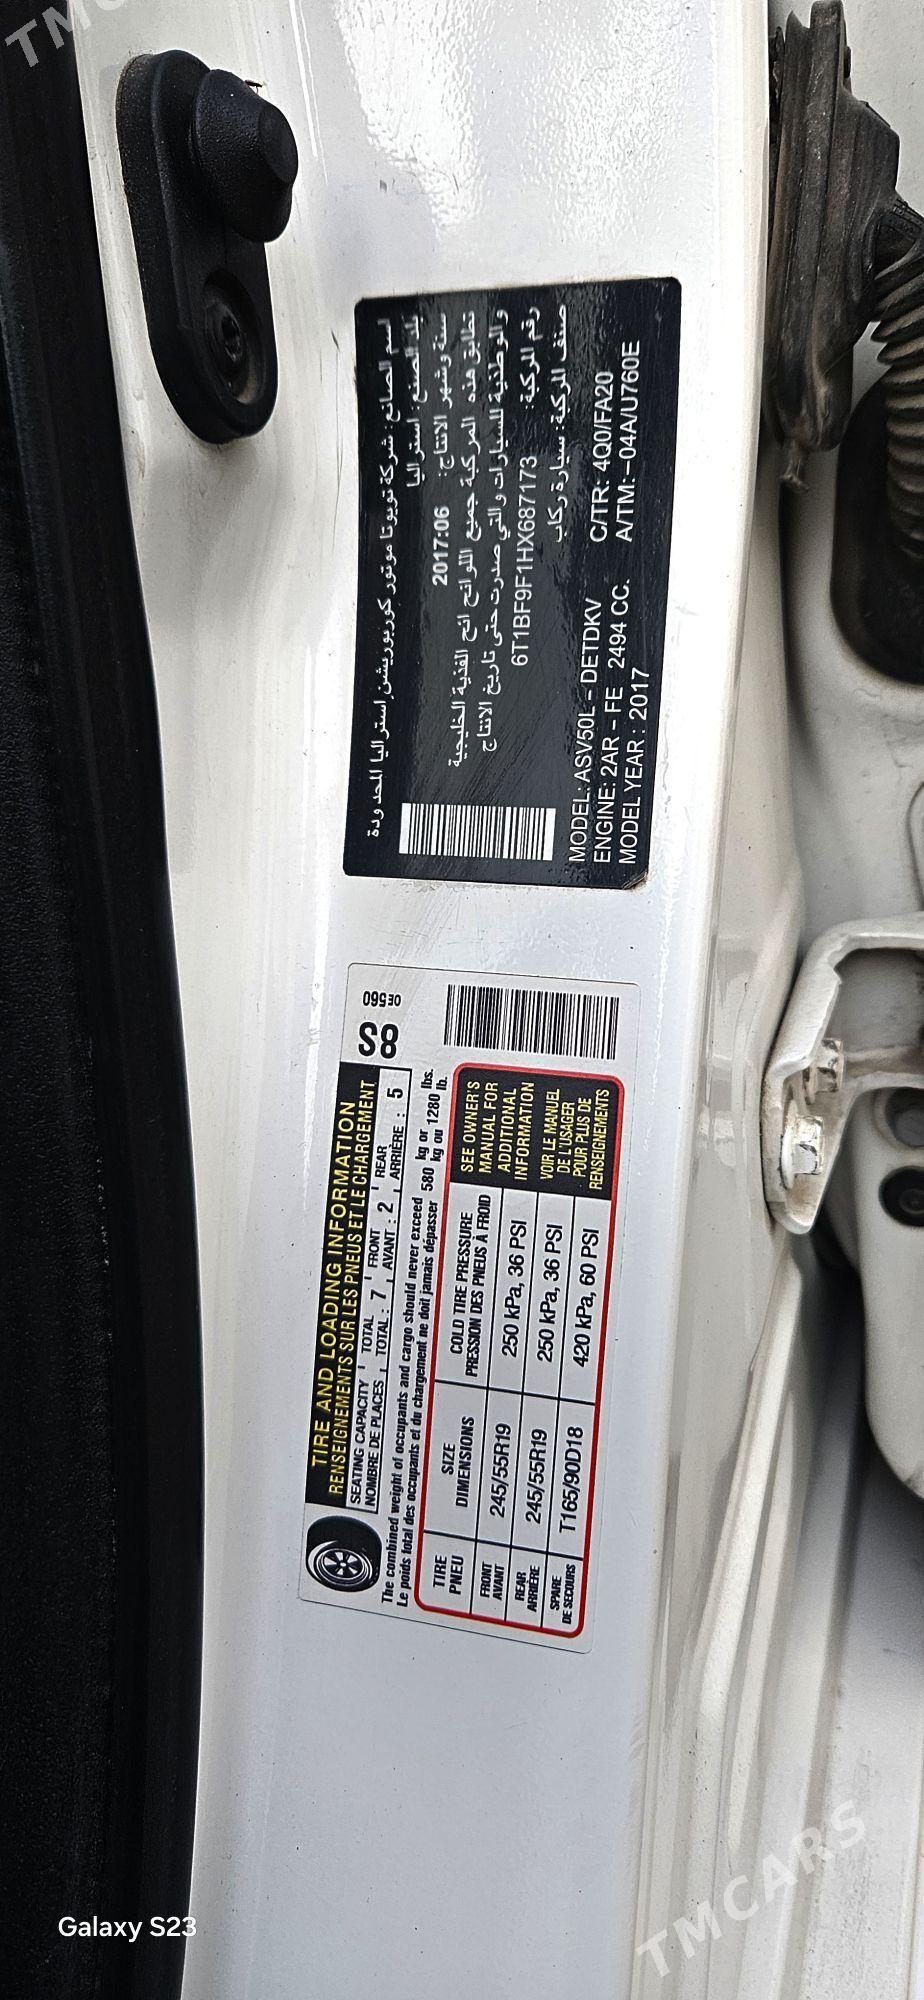 TMCARS
اسم الصانع: شركة تويوتا موتور كوربوريشن استراليا المحدودة
بلد الصنع: استراليا
سنة وشهر الانتاج: 2017:06
تطابق هذه المركبة جميع اللوائح الفنية الخليجية
والوطنية للسيارات والتي صدرت حتى تاريخ الانتاج
رقم المركبة: 6T1BF9F1HX687173
صنف المركبة: سيارة ركاب
MODEL: ASV50L - DETDKV C/TR: 4Q0/FA20
ENGINE: 2AR - FE 2494 CC. A/TM: -04A/U760E
MODEL YEAR : 2017
TIRE AND LOADING INFORMATION
RENSEIGNEMENTS SUR LES PNEUS ET LE CHARGEMENT
S8
0E560
SEATING CAPACITY TOTAL 7 FRONT 2 REAR 5
NOMBRE DE PLACES TOTAL : AVANT : ARRIÈRE :
The combined weight of occupants and cargo should never exceed 580 kg or 1280 lbs.
Le poids total des occupants et du chargement ne doit jamais dépasser kg ou lb.
TIRE SIZE COLD TIRE PRESSURE
PNEU DIMENSIONS PRESSION DES PNEUS À FROID
FRONT AVANT 245/55R19 250 kPa, 36 PSI
REAR ARRIÈRE 245/55R19 250 kPa, 36 PSI
SPARE DE SECOURS T165/90D18 420 kPa, 60 PSI
SEE OWNER'S
MANUAL FOR
ADDITIONAL
INFORMATION
VOIR LE MANUEL
DE L'USAGER
POUR PLUS DE
RENSEIGNEMENTS
Galaxy S23
TMCARS